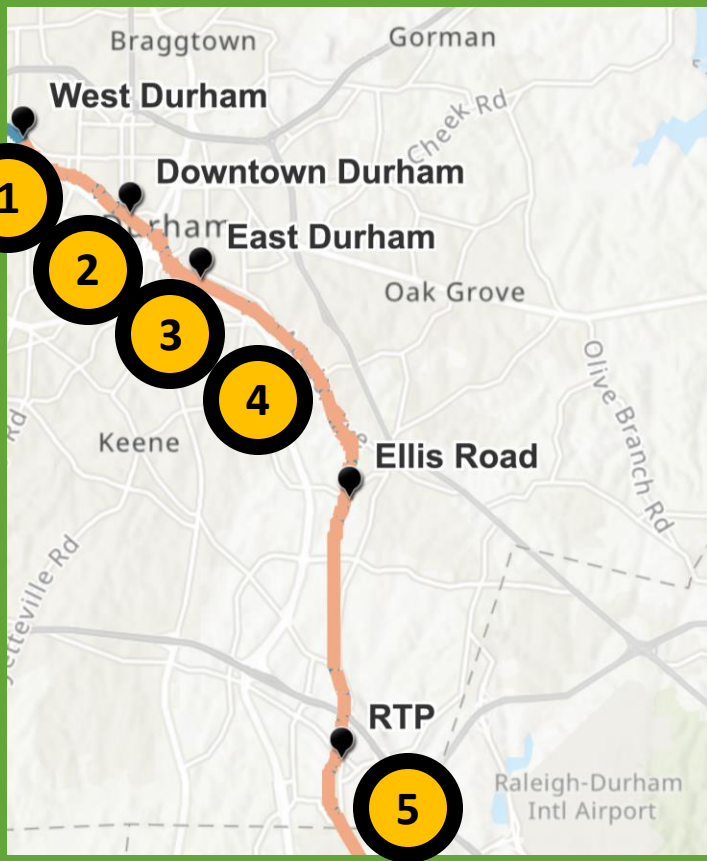 Braggtown
Gorman
West Durham
Cheek Rd
1
Downtown Durham
East Durham
2
Oak Grove
3
4
Olive Branch Rd
Keene
Ellis Road
Rd
RTP
5
Raleigh-Durham
Intl Airport